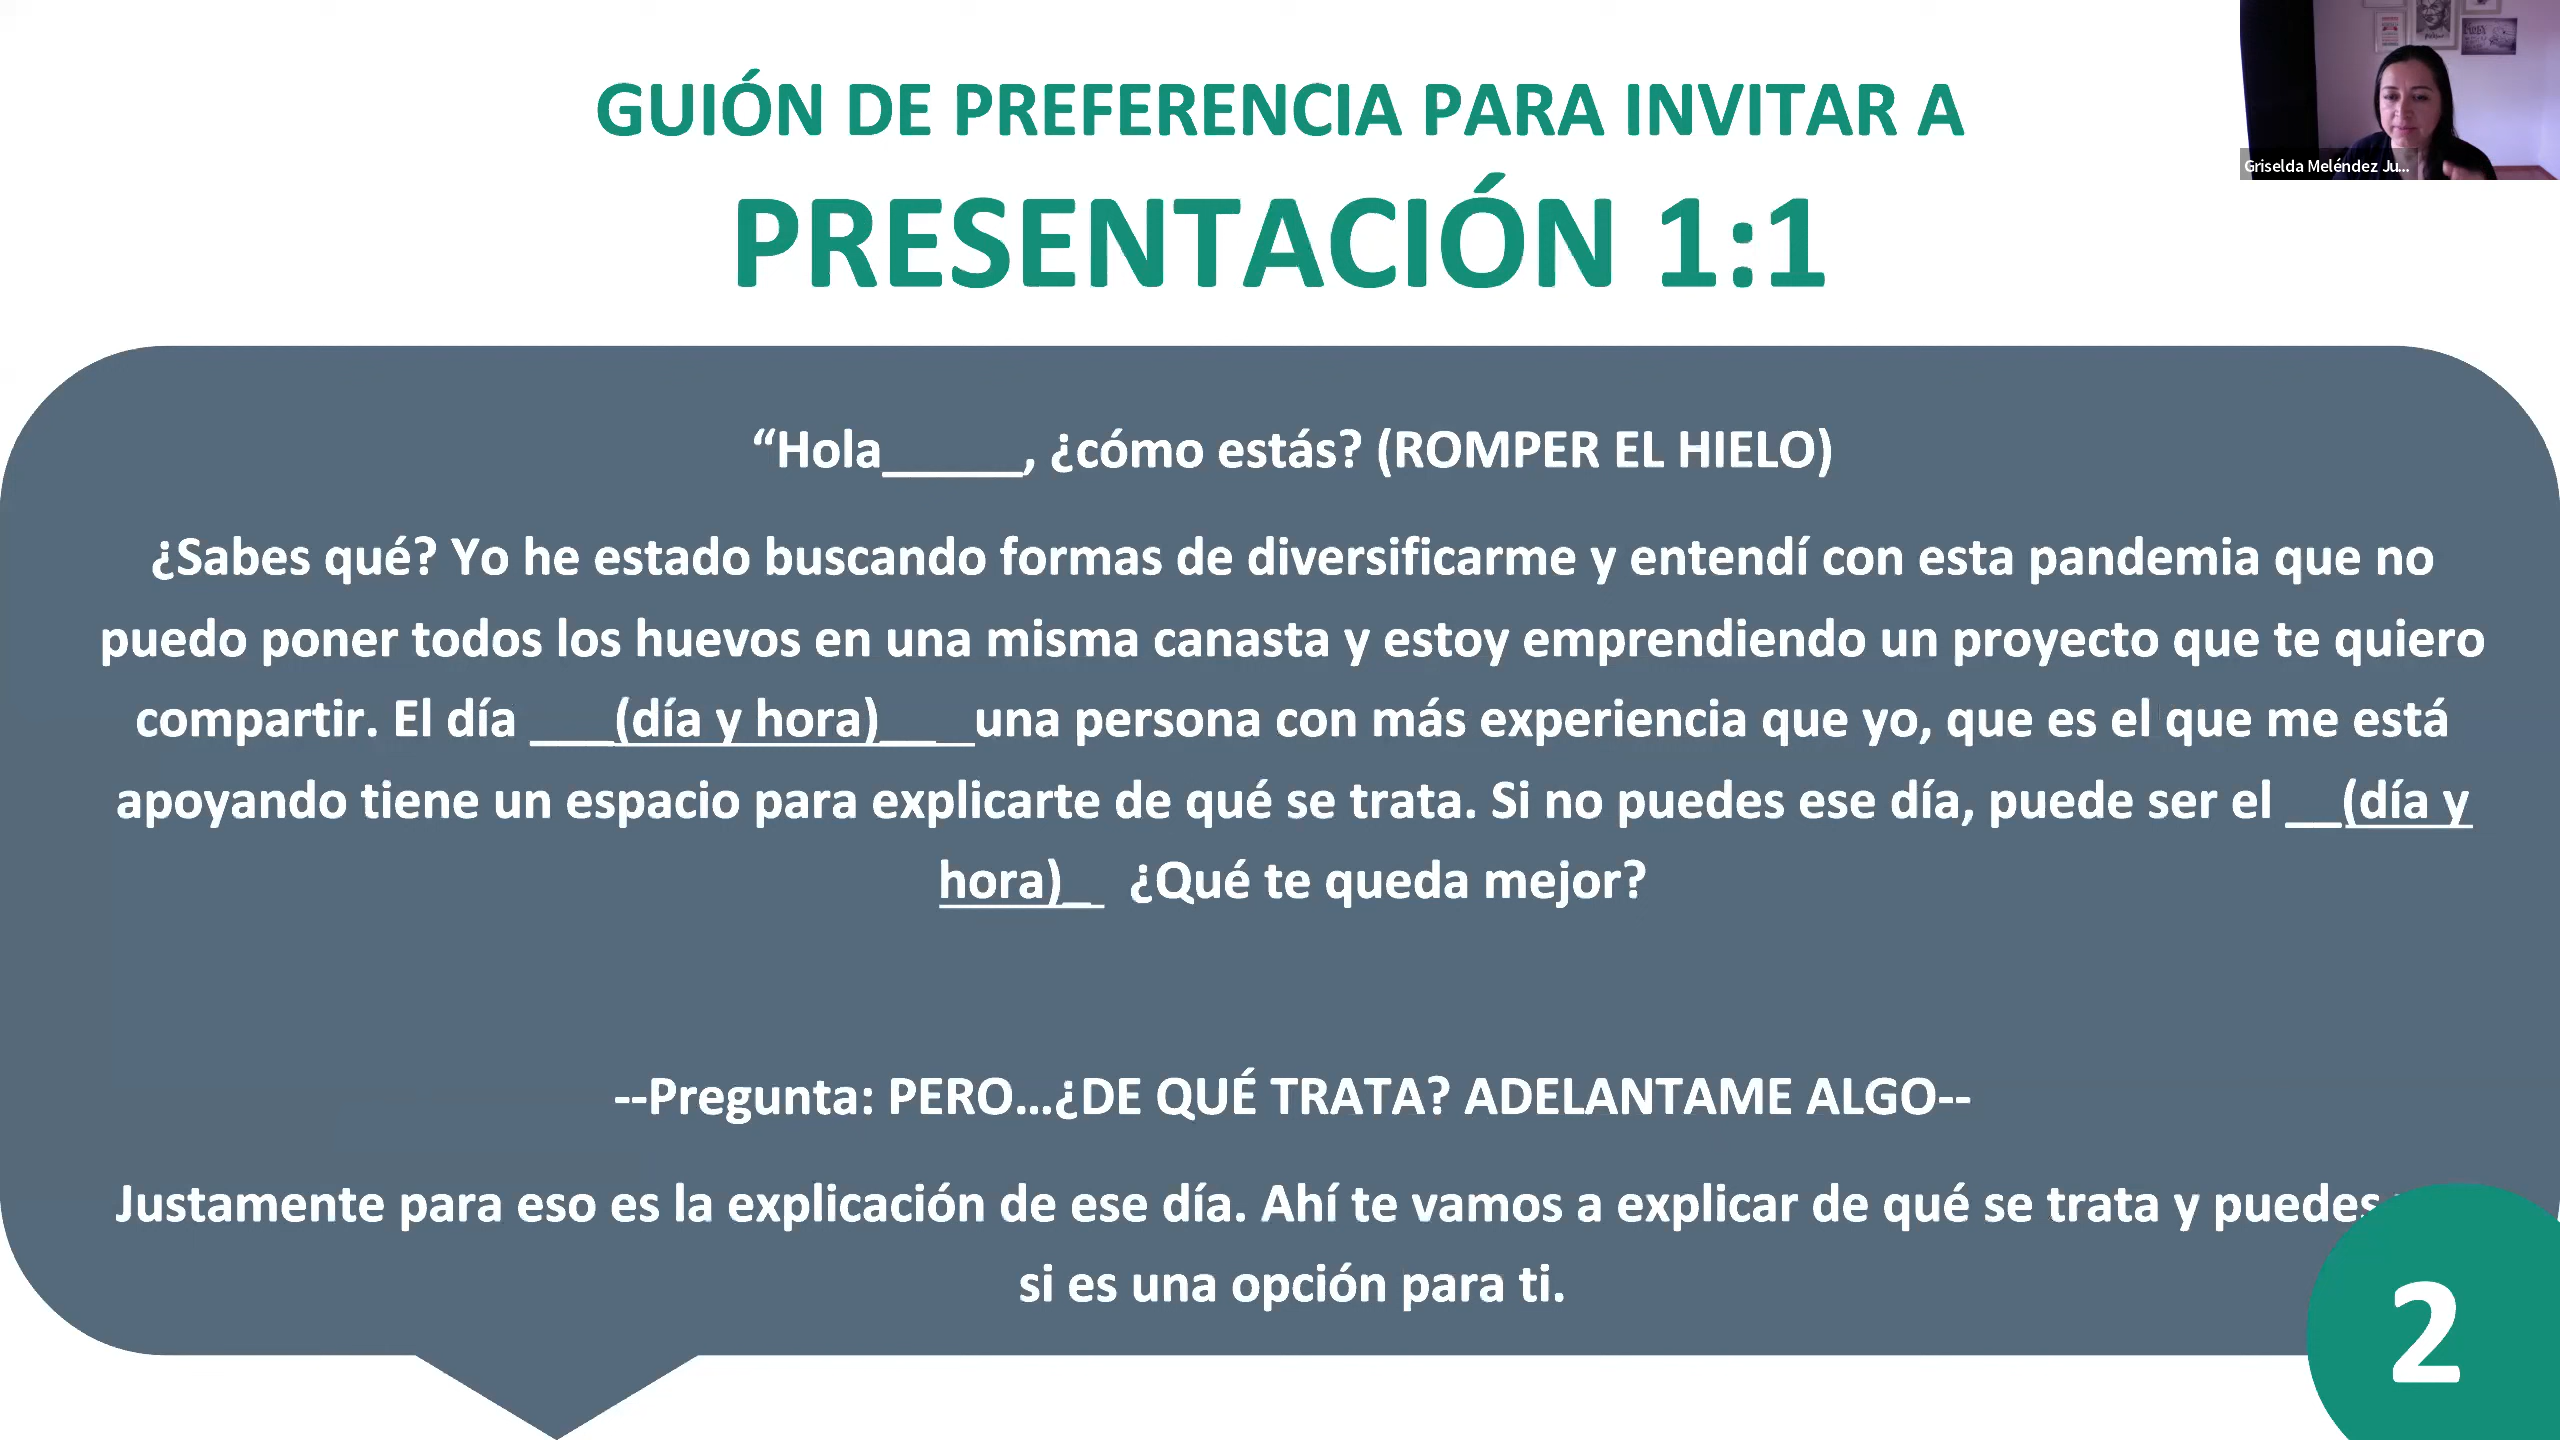 GUIÓN DE PREFERENCIA PARA INVITAR A
PRESENTACIÓN 1:1
Griselda Meléndez Ju...
“Hola_____, ¿cómo estás? (ROMPER EL HIELO)
¿Sabes qué? Yo he estado buscando formas de diversificarme y entendí con esta pandemia que no
puedo poner todos los huevos en una misma canasta y estoy emprendiendo un proyecto que te quiero
compartir. El día ___(día y hora)__ una persona con más experiencia que yo, que es el que me está
apoyando tiene un espacio para explicarte de qué se trata. Si no puedes ese día, puede ser el __(día y
hora)_ ¿Qué te queda mejor?
--Pregunta: PERO...¿DE QUÉ TRATA? ADELANTAME ALGO--
Justamente para eso es la explicación de ese día. Ahí te vamos a explicar de qué se trata y puedes
si es una opción para ti.
2